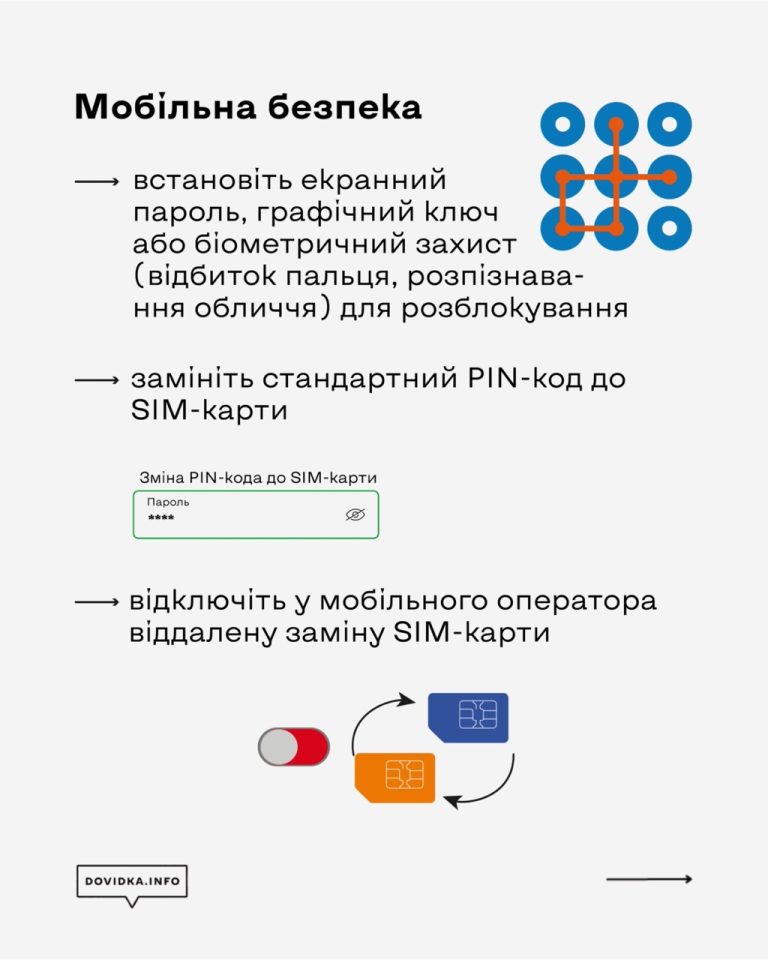 Мобільна безпека
встановіть екранний
пароль, графічний ключ
або біометричний захист
(відбиток пальця, розпізнава-
ння обличчя) для розблокування
замініть стандартний PIN-код до
SIM-карти
Зміна PIN-кода до SIM-карти
Пароль
****
відключіть у мобільного оператора
віддалену заміну SIM-карти
DOVIDKA.INFO